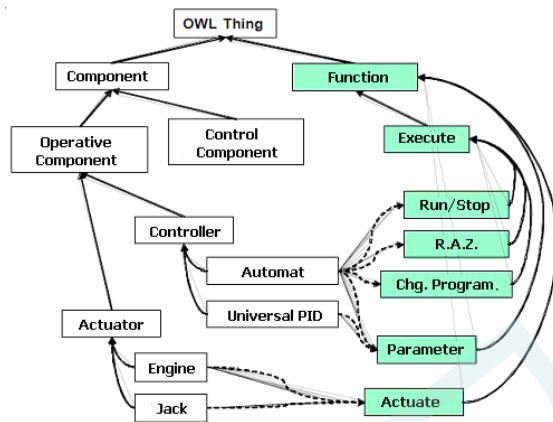 OWL Thing
Component
Function
Operative
Component
Control
Component
Execute
Run/Stop
Controller
R.A.Z.
Automat
Chg. Program.
Universal PID
Actuator
Parameter
Engine
Jack
Actuate